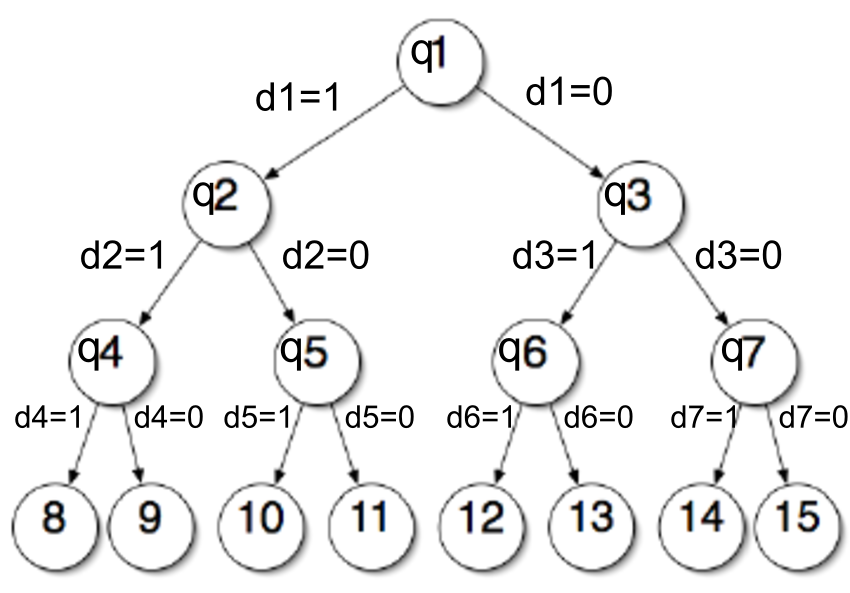 q1
d1=1 d1=0
q2 q3
d2=1 d2=0 d3=1 d3=0
q4 q5 q6 q7
d4=1 d4=0 d5=1 d5=0 d6=1 d6=0 d7=1 d7=0
8 9 10 11 12 13 14 15